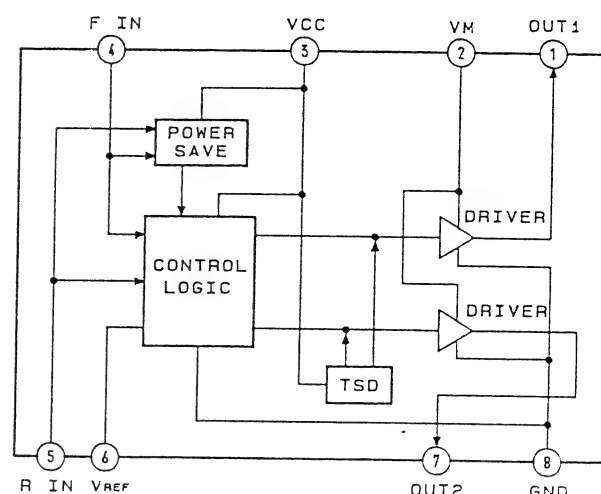 F IN
VCC
VM
OUT1
4
3
2
1
POWER
SAVE
DRIVER
CONTROL
LOGIC
DRIVER
TSD
5
6
7
8
R IN
VREF
OUT2
GND